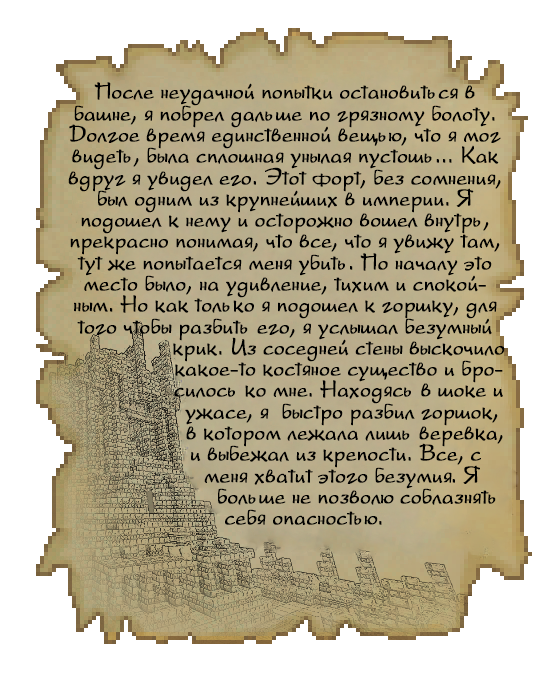 После неудачной попытки остановиться в
башне, я побрел дальше по грязному болоту.
Долгое время единственной вещью, что я мог
видеть, была сплошная унылая пустошь... Как
вдруг я увидел его. Этот форт, без сомнения,
был одним из крупнейших в империи. Я
подошел к нему и осторожно вошел внутрь,
прекрасно понимая, что все, что я увижу там,
тут же попытается меня убить. По началу это
место было, на удивление, тихим и спокой-
ным. Но как только я подошел к горшку, для
того чтобы разбить его, я услышал безумный
крик. Из соседней стены выскочило
какое-то костяное существо и бро-
силось ко мне. Находясь в шоке и
ужасе, я быстро разбил горшок,
в котором лежала лишь веревка,
и выбежал из крепости. Все, с
меня хватит этого безумия. Я
больше не позволю соблазнять
себя опасностью.